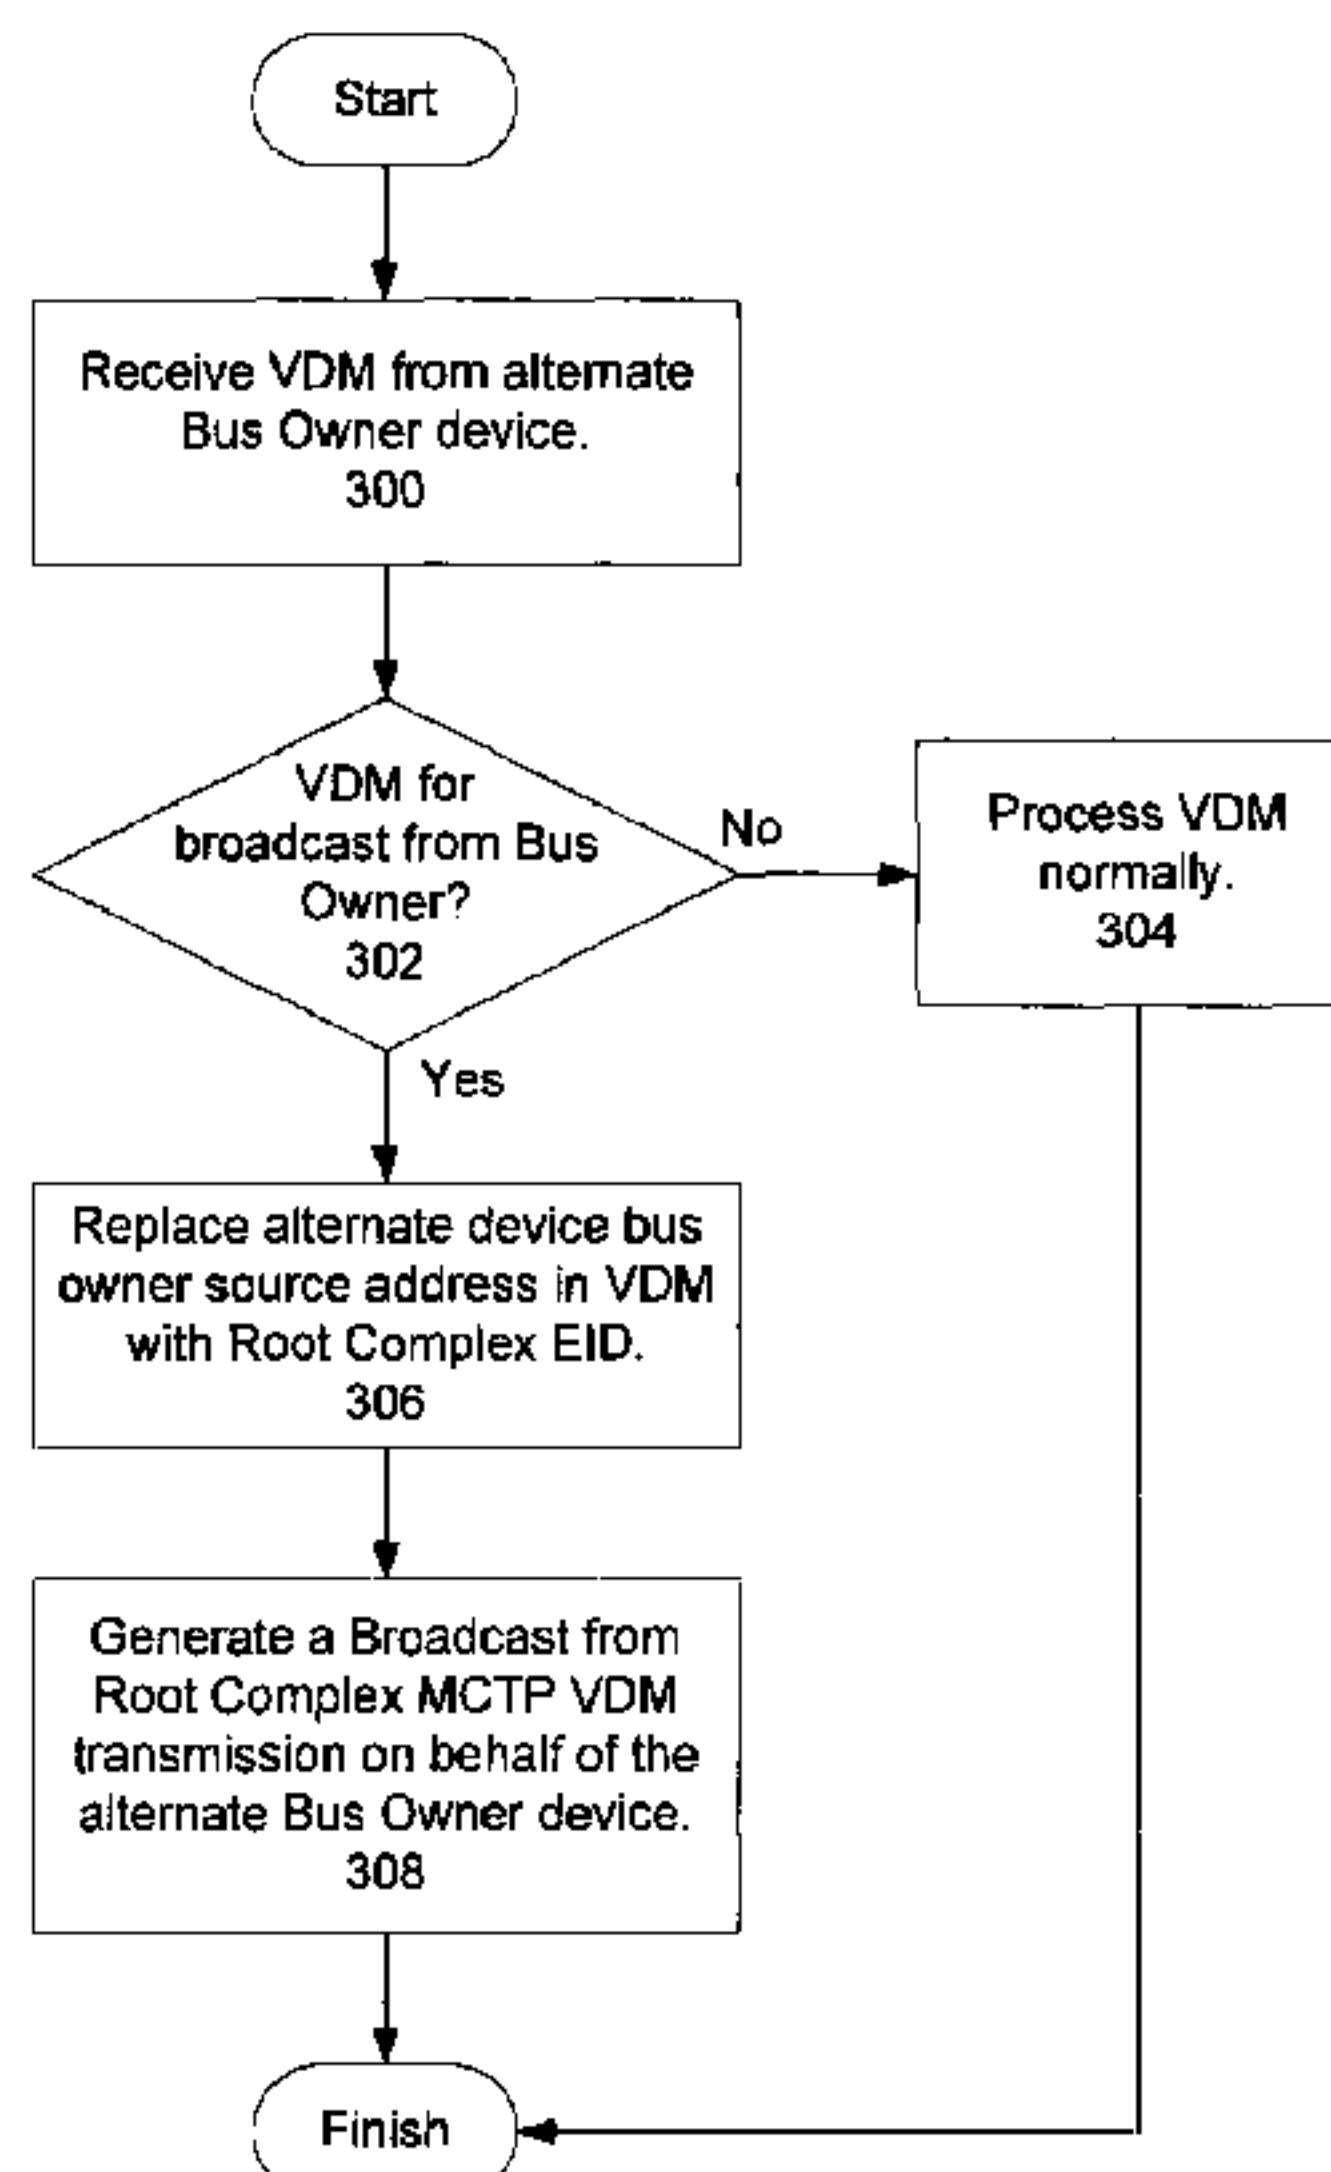 Start
Receive VDM from alternate
Bus Owner device.
300
VDM for
broadcast from Bus
Owner?
302
No
Process VDM
normally.
304
Yes
Replace alternate device bus
owner source address in VDM
with Root Complex EID.
306
Generate a Broadcast from
Root Complex MCTP VDM
transmission on behalf of the
alternate Bus Owner device.
308
Finish